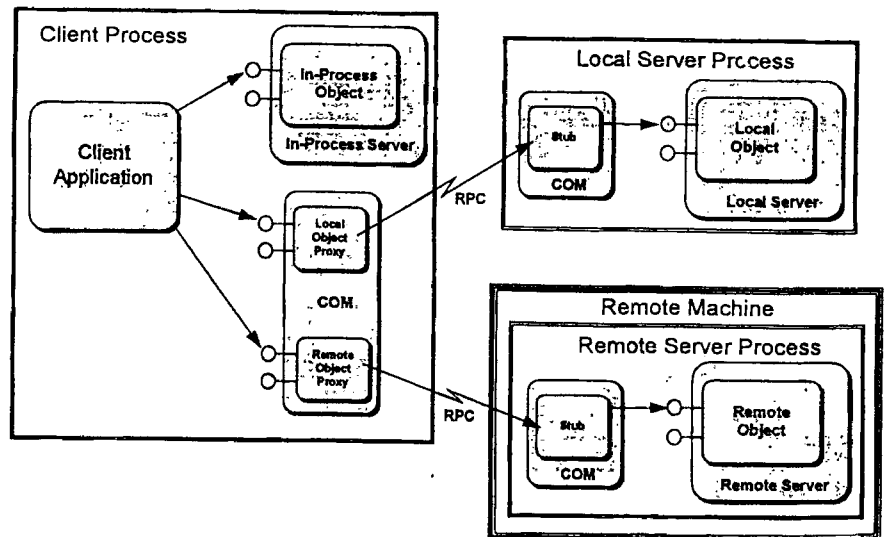 Client Process
Client
Application
In-Process
Object
In-Process Server
Local
Object
Proxy
COM
Remote
Object
Proxy
RPC
RPC
Local Server Process
Stub
COM
Local
Object
Local Server
Remote Machine
Remote Server Process
Stub
COM
Remote
Object
Remote Server